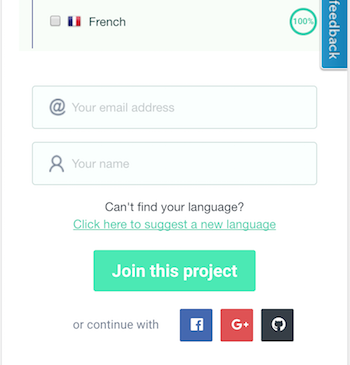 French
100%
feedback
@ Your email address
Your name
Can't find your language?
Click here to suggest a new language
Join this project
or continue with
G+